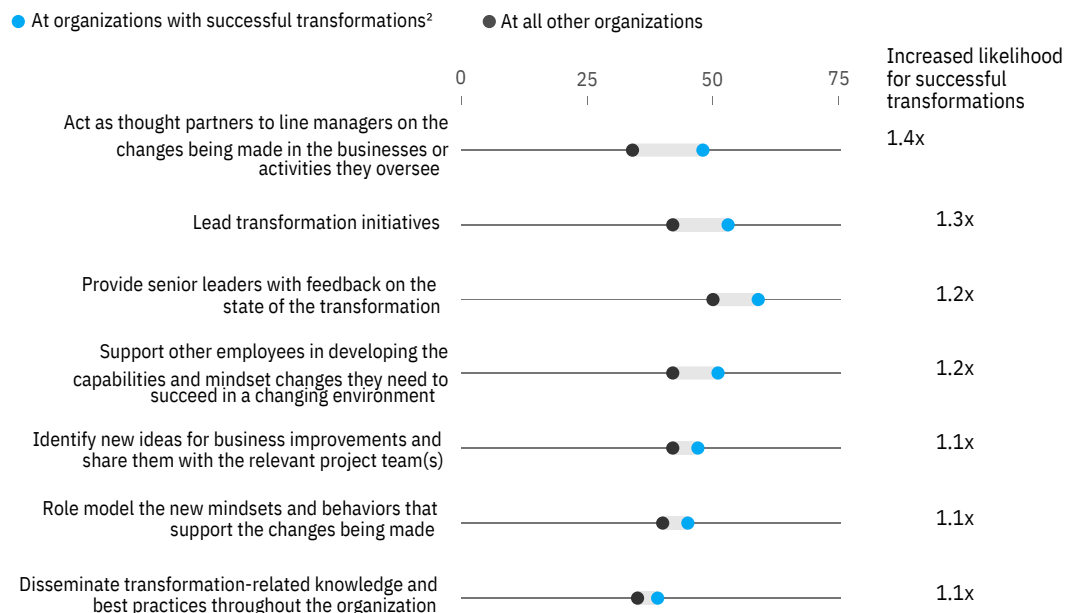 At organizations with successful transformations²
At all other organizations
Increased likelihood
for successful
transformations
0
25
50
75
Act as thought partners to line managers on the
changes being made in the businesses or
activities they oversee
1.4x
Lead transformation initiatives
1.3x
Provide senior leaders with feedback on the
state of the transformation
1.2x
Support other employees in developing the
capabilities and mindset changes they need to
succeed in a changing environment
1.2x
Identify new ideas for business improvements and
share them with the relevant project team(s)
1.1x
Role model the new mindsets and behaviors that
support the changes being made
1.1x
Disseminate transformation-related knowledge and
best practices throughout the organization
1.1x